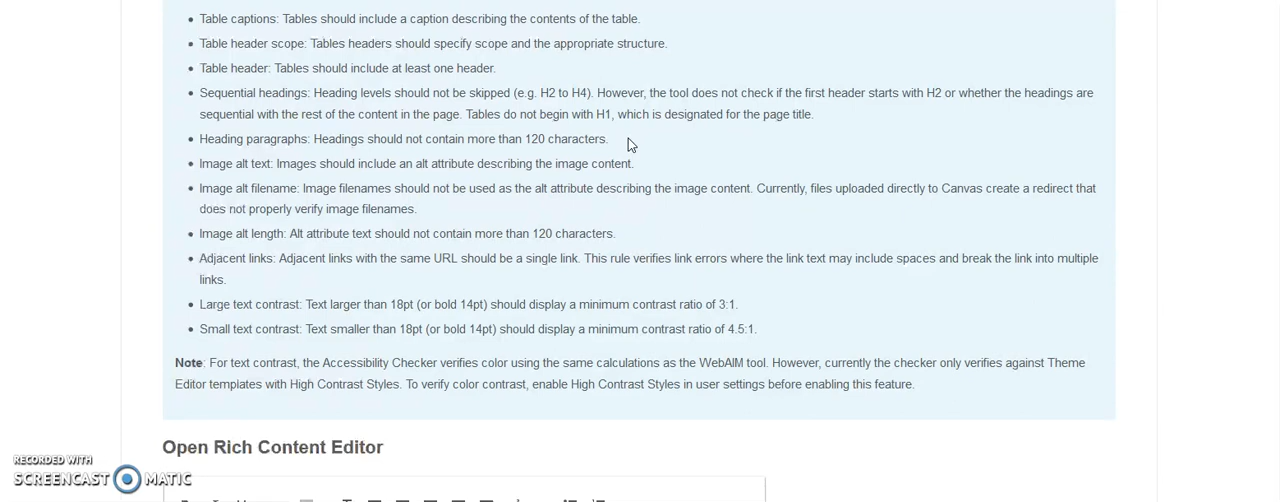 Table captions: Tables should include a caption describing the contents of the table.
Table header scope: Tables headers should specify scope and the appropriate structure.
Table header: Tables should include at least one header.
Sequential headings: Heading levels should not be skipped (e.g. H2 to H4). However, the tool does not check if the first header starts with H2 or whether the headings are
sequential with the rest of the content in the page. Tables do not begin with H1, which is designated for the page title.
Heading paragraphs: Headings should not contain more than 120 characters.
Image alt text: Images should include an alt attribute describing the image content.
Image alt filename: Image filenames should not be used as the alt attribute describing the image content. Currently, files uploaded directly to Canvas create a redirect that
does not properly verify image filenames.
Image alt length: Alt attribute text should not contain more than 120 characters.
Adjacent links: Adjacent links with the same URL should be a single link. This rule verifies link errors where the link text may include spaces and break the link into multiple
links.
Large text contrast: Text larger than 18pt (or bold 14pt) should display a minimum contrast ratio of 3:1.
Small text contrast: Text smaller than 18pt (or bold 14pt) should display a minimum contrast ratio of 4.5:1.
Note: For text contrast, the Accessibility Checker verifies color using the same calculations as the WebAIM tool. However, currently the checker only verifies against Theme
Editor templates with High Contrast Styles. To verify color contrast, enable High Contrast Styles in user settings before enabling this feature.
Open Rich Content Editor
RECORDED WITH
SCREENCAST MATIC